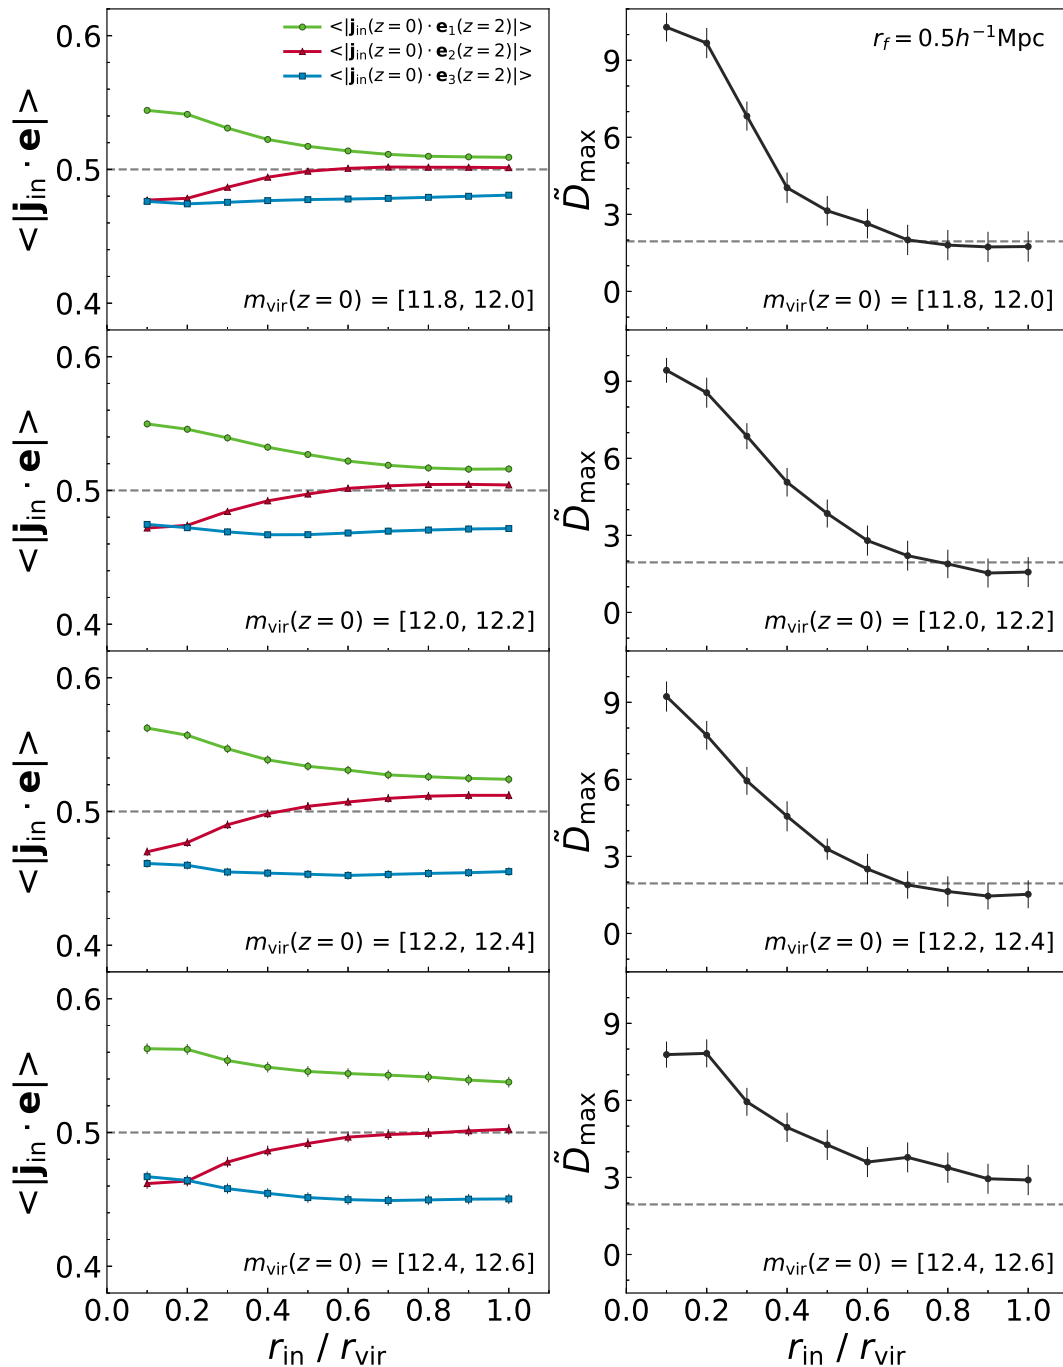 <|j_in(z=0) · e_1(z=2)|>
<|j_in(z=0) · e_2(z=2)|>
<|j_in(z=0) · e_3(z=2)|>
0.6
0.5
0.4
<|j_in · e|>
m_vir(z=0) = [11.8, 12.0]
r_f = 0.5h^{-1}Mpc
9
6
3
0
D̃_max
m_vir(z=0) = [11.8, 12.0]
0.6
0.5
0.4
<|j_in · e|>
m_vir(z=0) = [12.0, 12.2]
9
6
3
0
D̃_max
m_vir(z=0) = [12.0, 12.2]
0.6
0.5
0.4
<|j_in · e|>
m_vir(z=0) = [12.2, 12.4]
9
6
3
0
D̃_max
m_vir(z=0) = [12.2, 12.4]
0.6
0.5
0.4
<|j_in · e|>
m_vir(z=0) = [12.4, 12.6]
0.0 0.2 0.4 0.6 0.8 1.0
r_in / r_vir
9
6
3
0
D̃_max
m_vir(z=0) = [12.4, 12.6]
0.0 0.2 0.4 0.6 0.8 1.0
r_in / r_vir